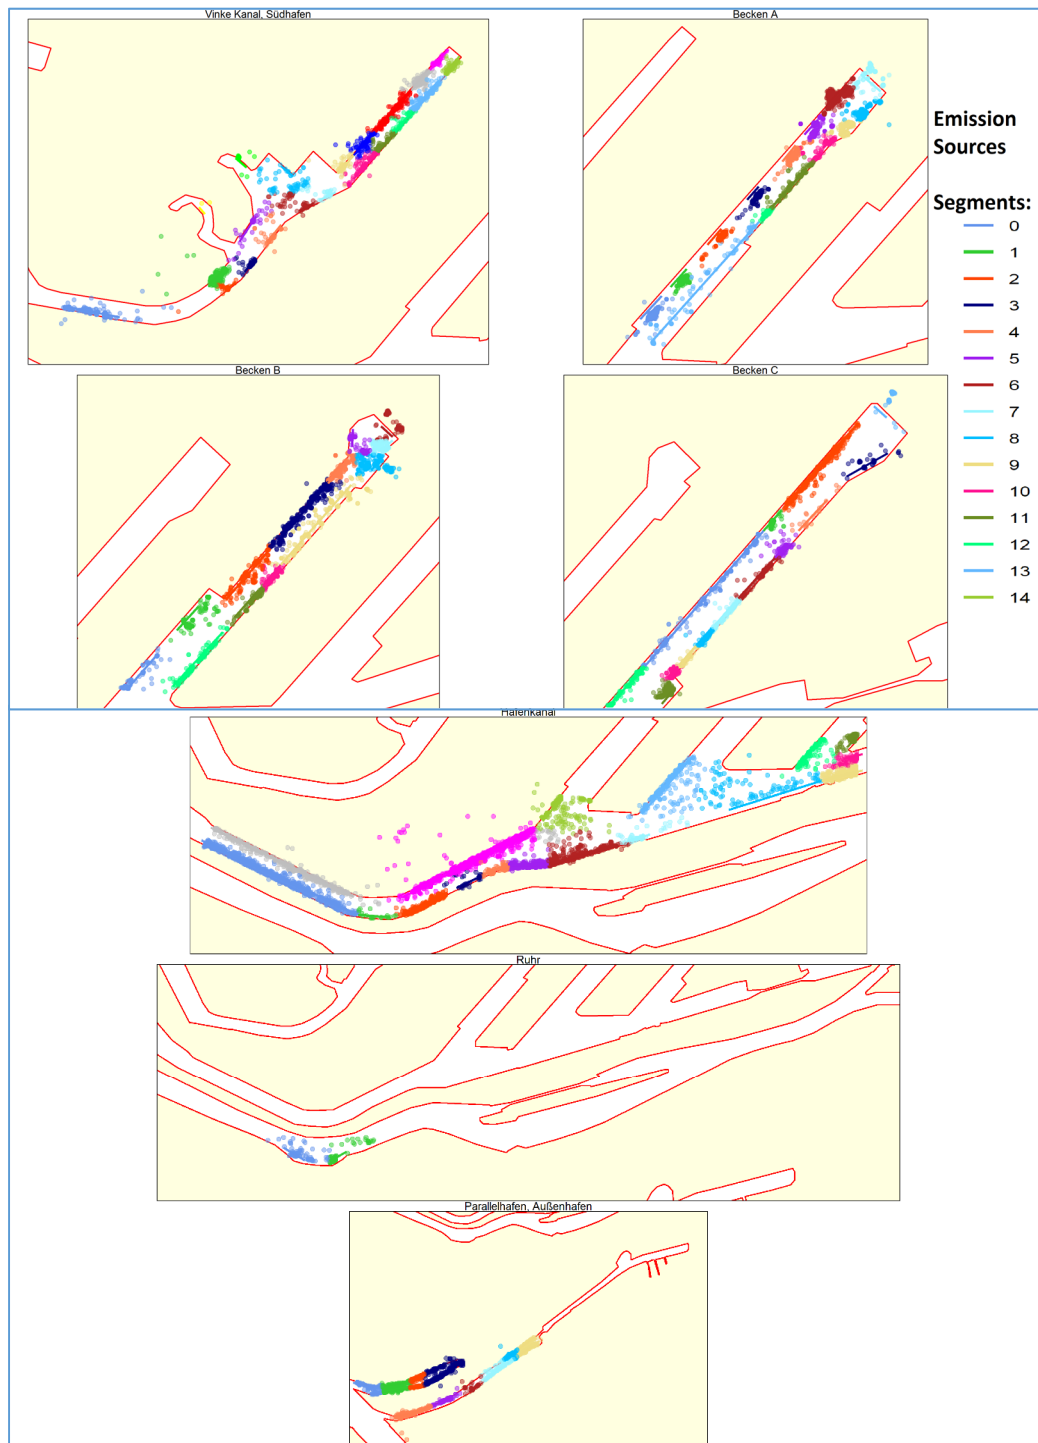 Vinke Kanal, Südhafen
Becken A
Emission
Sources
Segments:
0
1
2
3
4
5
6
7
8
9
10
11
12
13
14
Becken B
Becken C
Hafenkanal
Ruhr
Parallelhafen, Außenhafen